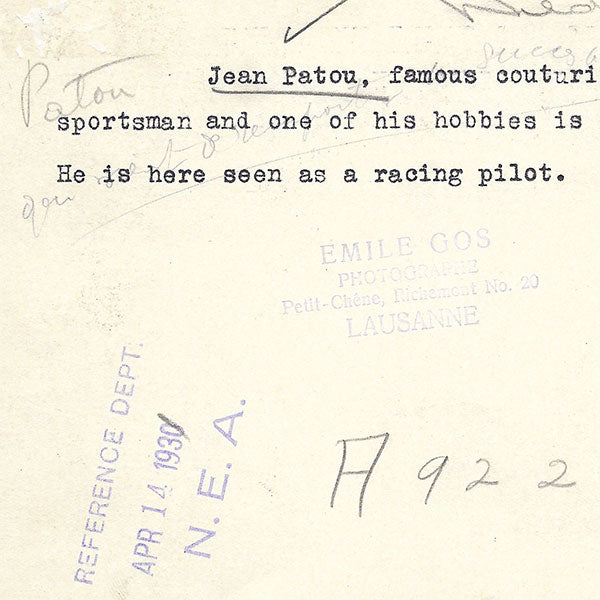 Patou
Jean Patou, famous couturi
sportsman and one of his hobbies is
He is here seen as a racing pilot.
EMILE GOS
PHOTOGRAPHE
Petit-Chêne, Richemont No. 20
LAUSANNE
REFERENCE DEPT.
APR 14 1930
N.E.A.
A 922